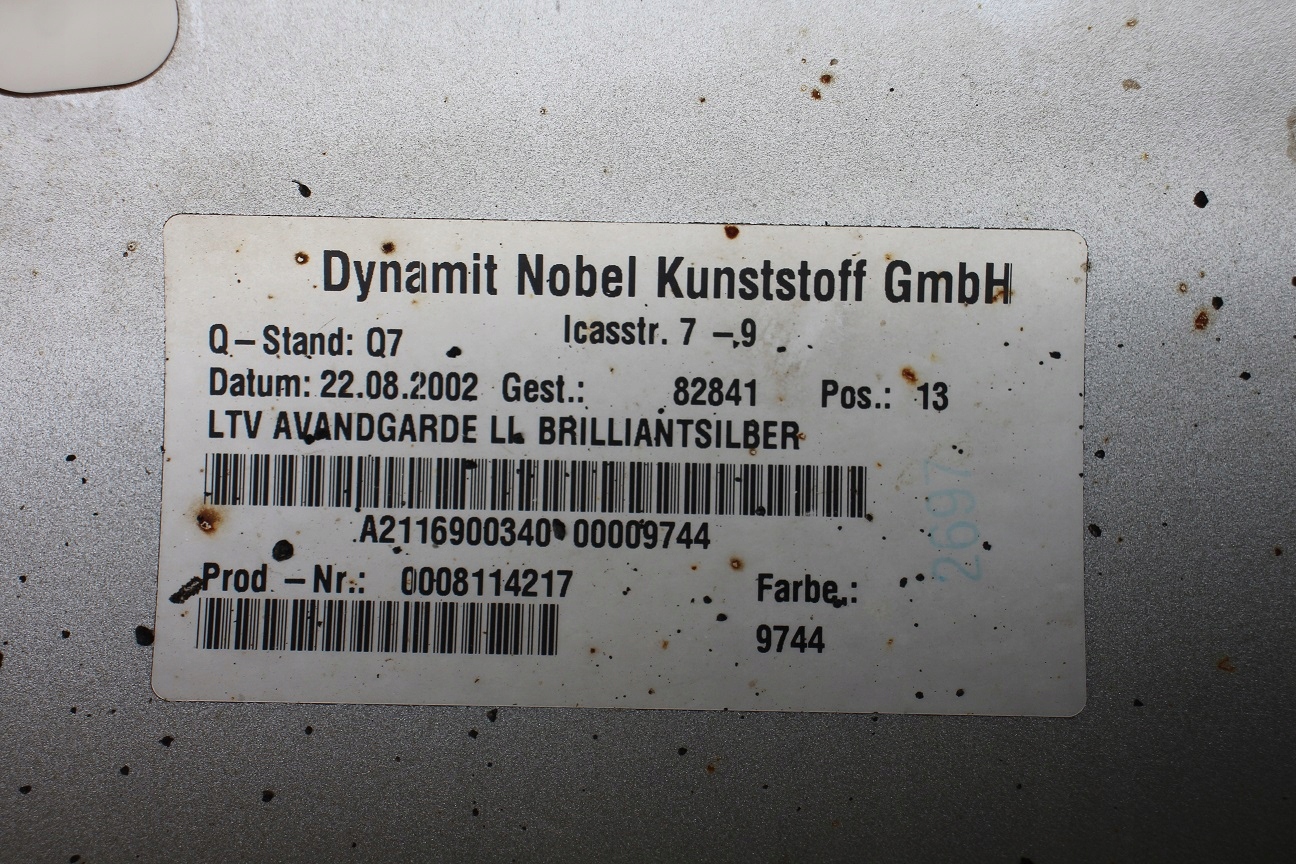 Dynamit Nobel Kunststoff GmbH
Q-Stand: Q7 Icasstr. 7 -9
Datum: 22.08.2002 Gest.: 82841 Pos.: 13
LTV AVANDGARDE LL BRILLIANTSILBER
A2116900340 00009744
Prod -Nr.: 0008114217 Farbe.:
9744
2697